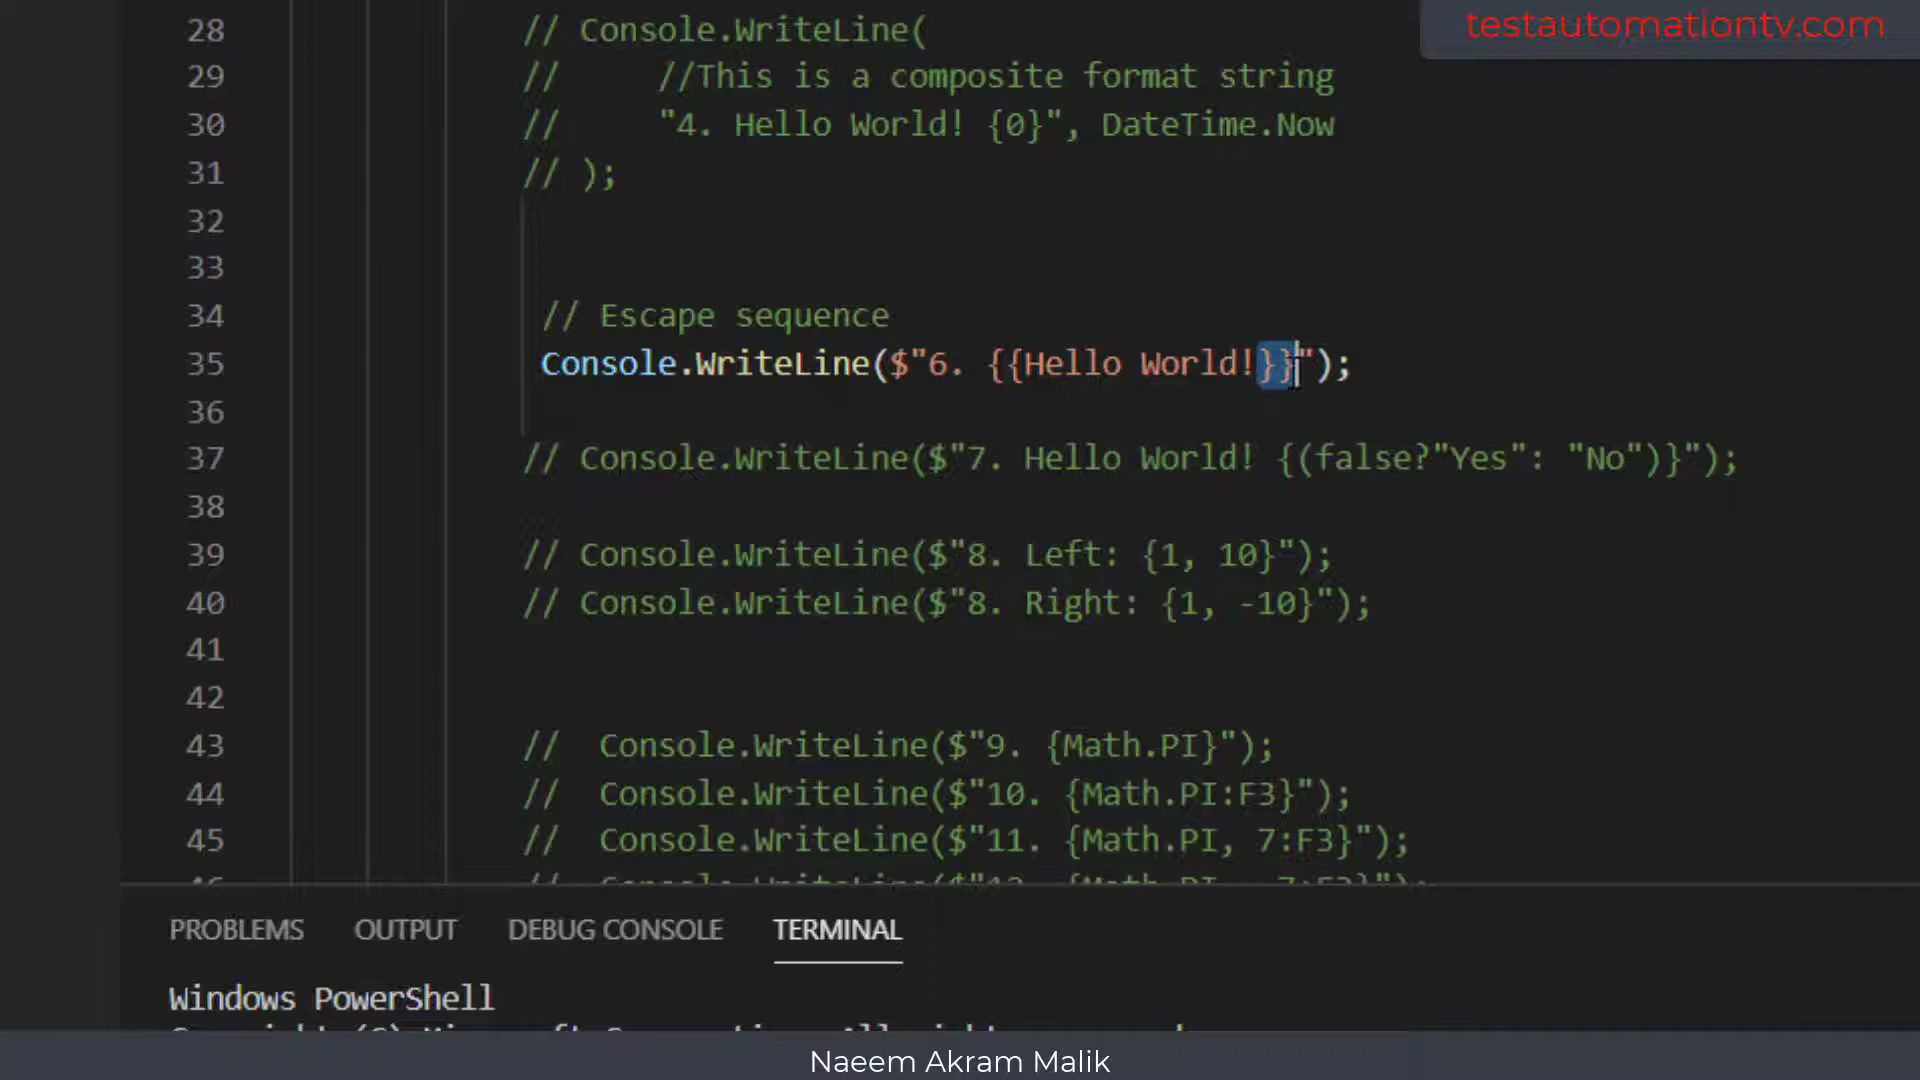 testautomationtv.com
28 // Console.WriteLine(
29 //     //This is a composite format string
30 //     "4. Hello World! {0}", DateTime.Now
31 // );
32
33
34 // Escape sequence
35 Console.WriteLine($"6. {{Hello World!}}");
36
37 // Console.WriteLine($"7. Hello World! {(false?"Yes": "No")}");
38
39 // Console.WriteLine($"8. Left: {1, 10}");
40 // Console.WriteLine($"8. Right: {1, -10}");
41
42
43 //  Console.WriteLine($"9. {Math.PI}");
44 //  Console.WriteLine($"10. {Math.PI:F3}");
45 //  Console.WriteLine($"11. {Math.PI, 7:F3}");
PROBLEMS OUTPUT DEBUG CONSOLE TERMINAL
Windows PowerShell
Naeem Akram Malik